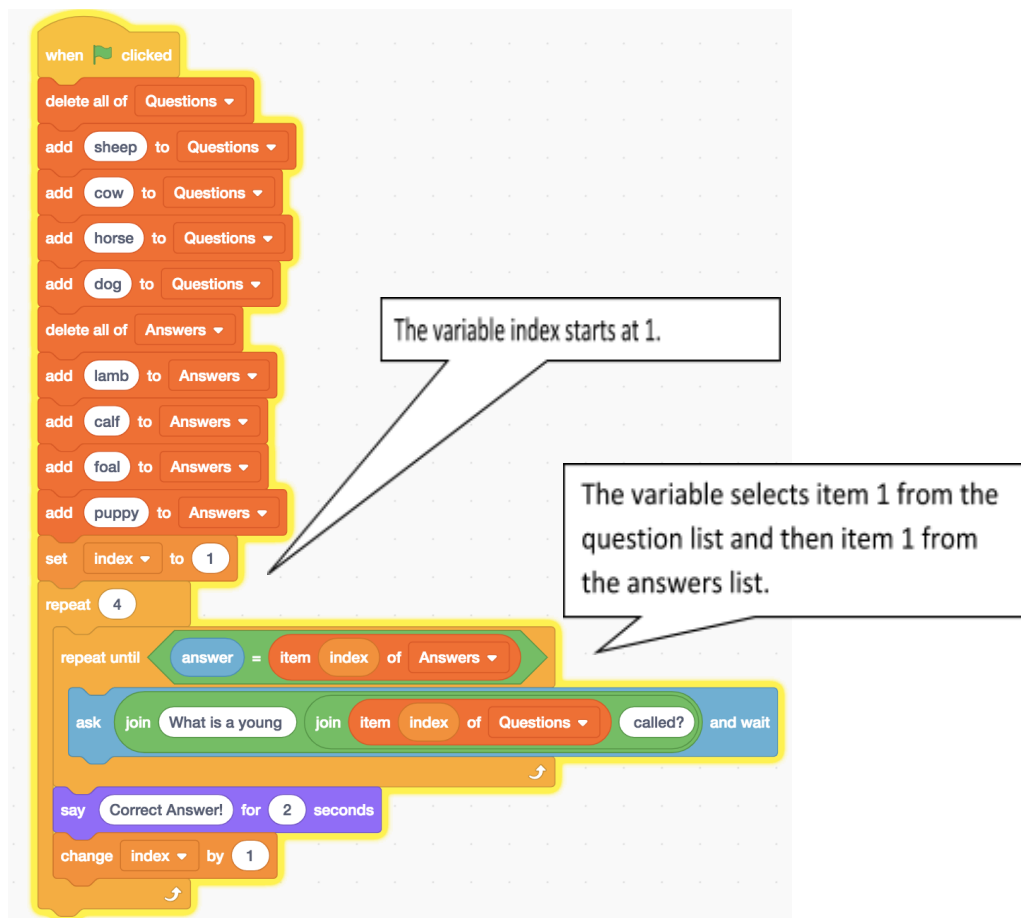 when clicked
delete all of Questions
add sheep to Questions
add cow to Questions
add horse to Questions
add dog to Questions
delete all of Answers
add lamb to Answers
add calf to Answers
add foal to Answers
add puppy to Answers
set index to 1
repeat 4
repeat until answer = item index of Answers
ask join What is a young join item index of Questions called? and wait
say Correct Answer! for 2 seconds
change index by 1
The variable index starts at 1.
The variable selects item 1 from the
question list and then item 1 from
the answers list.